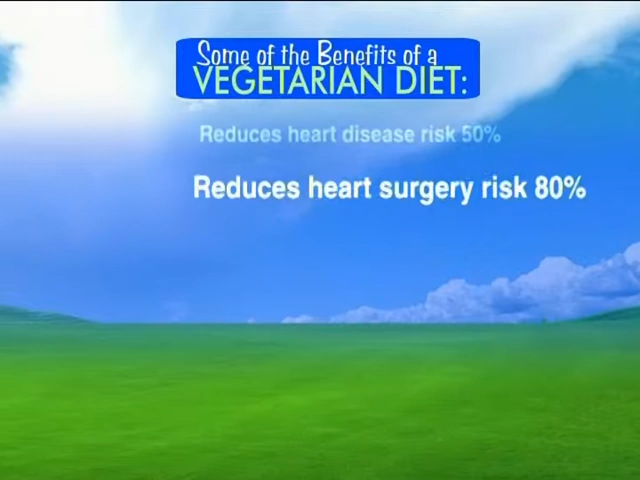 Some of the Benefits of a
VEGETARIAN DIET:
Reduces heart disease risk 50%
Reduces heart surgery risk 80%